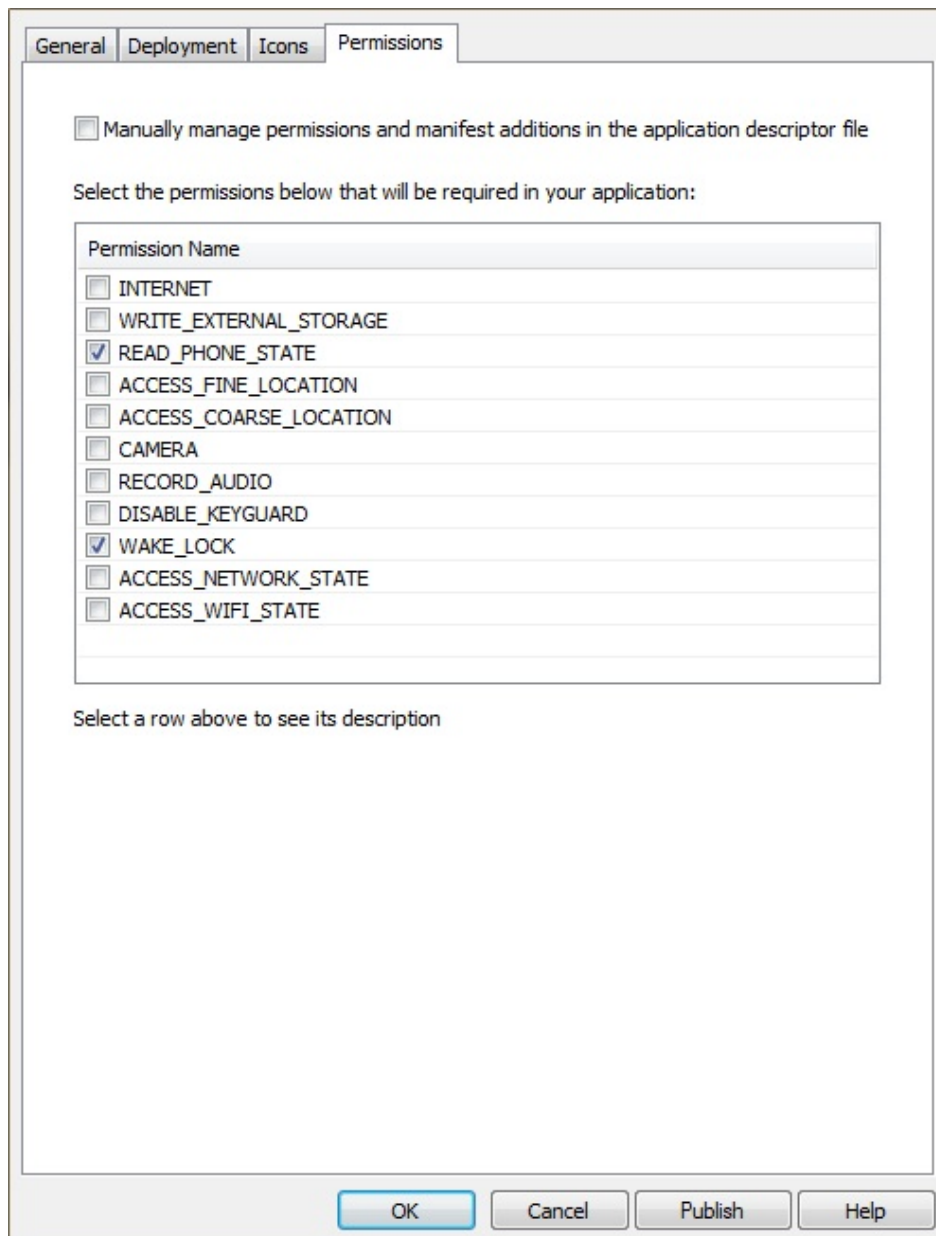 General Deployment Icons Permissions
Manually manage permissions and manifest additions in the application descriptor file
Select the permissions below that will be required in your application:
Permission Name
INTERNET
WRITE_EXTERNAL_STORAGE
READ_PHONE_STATE
ACCESS_FINE_LOCATION
ACCESS_COARSE_LOCATION
CAMERA
RECORD_AUDIO
DISABLE_KEYGUARD
WAKE_LOCK
ACCESS_NETWORK_STATE
ACCESS_WIFI_STATE
Select a row above to see its description
OK Cancel Publish Help